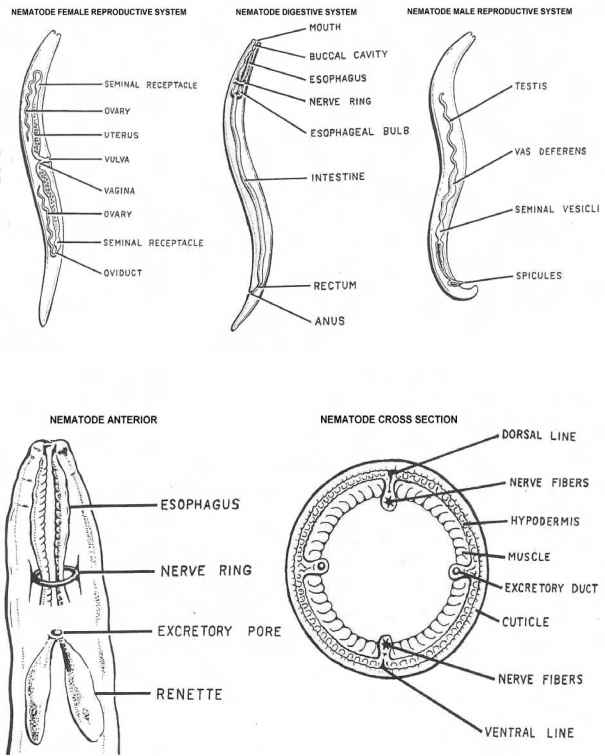 NEMATODE FEMALE REPRODUCTIVE SYSTEM
SEMINAL RECEPTACLE
OVARY
UTERUS
VULVA
VAGINA
OVARY
SEMINAL RECEPTACLE
OVIDUCT
NEMATODE DIGESTIVE SYSTEM
MOUTH
BUCCAL CAVITY
ESOPHAGUS
NERVE RING
ESOPHAGEAL BULB
INTESTINE
RECTUM
ANUS
NEMATODE MALE REPRODUCTIVE SYSTEM
TESTIS
VAS DEFERENS
SEMINAL VESICLI
SPICULES
NEMATODE ANTERIOR
ESOPHAGUS
NERVE RING
EXCRETORY PORE
RENETTE
NEMATODE CROSS SECTION
DORSAL LINE
NERVE FIBERS
HYPODERMIS
MUSCLE
EXCRETORY DUCT
CUTICLE
NERVE FIBERS
VENTRAL LINE